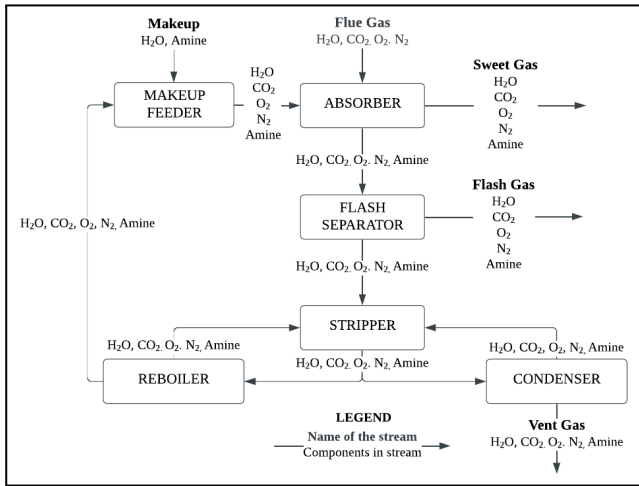 Makeup
H₂O, Amine
Flue Gas
H₂O, CO₂, O₂. N₂
MAKEUP
FEEDER
H₂O
CO₂
O₂
N₂
Amine
ABSORBER
Sweet Gas
H₂O
CO₂
O₂
N₂
Amine
H₂O, CO₂, O₂. N₂, Amine
FLASH
SEPARATOR
Flash Gas
H₂O
CO₂
O₂
N₂
Amine
H₂O, CO₂, O₂, N₂, Amine
H₂O, CO₂, O₂. N₂, Amine
STRIPPER
H₂O, CO₂, O₂. N₂, Amine
H₂O, CO₂, O₂. N₂, Amine
H₂O, CO₂, O₂, N₂, Amine
REBOILER
CONDENSER
LEGEND
Name of the stream
Components in stream
Vent Gas
H₂O, CO₂, O₂. N₂, Amine